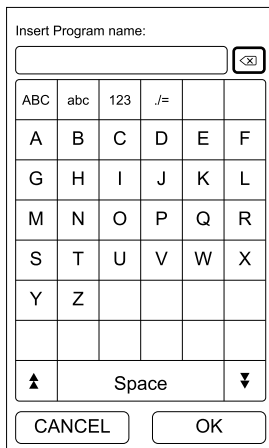 Insert Program name:
ABC abc 123 ./=
A B C D E F
G H I J K L
M N O P Q R
S T U V W X
Y Z
Space
CANCEL OK